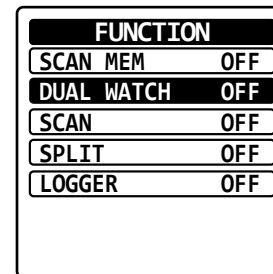 FUNCTION
SCAN MEM OFF
DUAL WATCH OFF
SCAN OFF
SPLIT OFF
LOGGER OFF